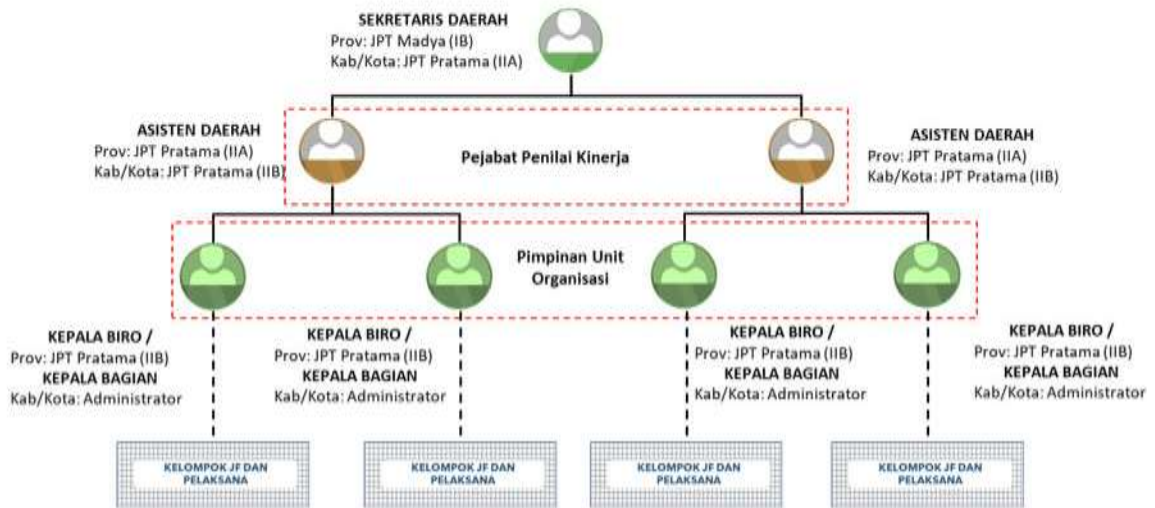 SEKRETARIS DAERAH
Prov: JPT Madya (IB)
Kab/Kota: JPT Pratama (IIA)
ASISTEN DAERAH
Prov: JPT Pratama (IIA)
Kab/Kota: JPT Pratama (IIB)
Pejabat Penilai Kinerja
ASISTEN DAERAH
Prov: JPT Pratama (IIA)
Kab/Kota: JPT Pratama (IIB)
Pimpinan Unit
Organisasi
KEPALA BIRO /
Prov: JPT Pratama (IIB)
KEPALA BAGIAN
Kab/Kota: Administrator
KEPALA BIRO /
Prov: JPT Pratama (IIB)
KEPALA BAGIAN
Kab/Kota: Administrator
KEPALA BIRO /
Prov: JPT Pratama (IIB)
KEPALA BAGIAN
Kab/Kota: Administrator
KEPALA BIRO /
Prov: JPT Pratama (IIB)
KEPALA BAGIAN
Kab/Kota: Administrator
KELOMPOK JF DAN
PELAKSANA
KELOMPOK JF DAN
PELAKSANA
KELOMPOK JF DAN
PELAKSANA
KELOMPOK JF DAN
PELAKSANA